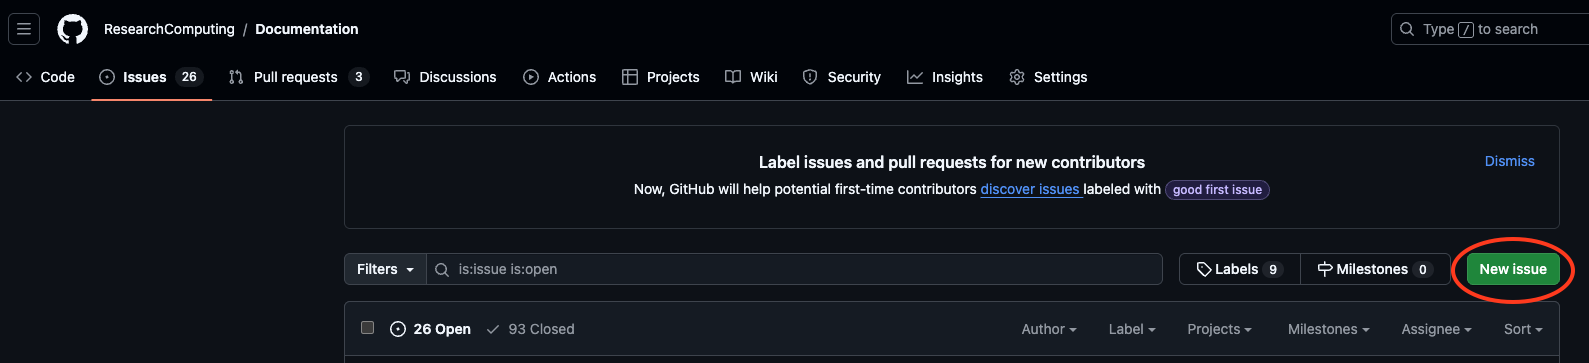 ResearchComputing / Documentation
Type / to search
Code Issues 26 Pull requests 3 Discussions Actions Projects Wiki Security Insights Settings
Label issues and pull requests for new contributors
Dismiss
Now, GitHub will help potential first-time contributors discover issues labeled with good first issue
Filters is:issue is:open Labels 9 Milestones 0 New issue
26 Open 93 Closed Author Label Projects Milestones Assignee Sort